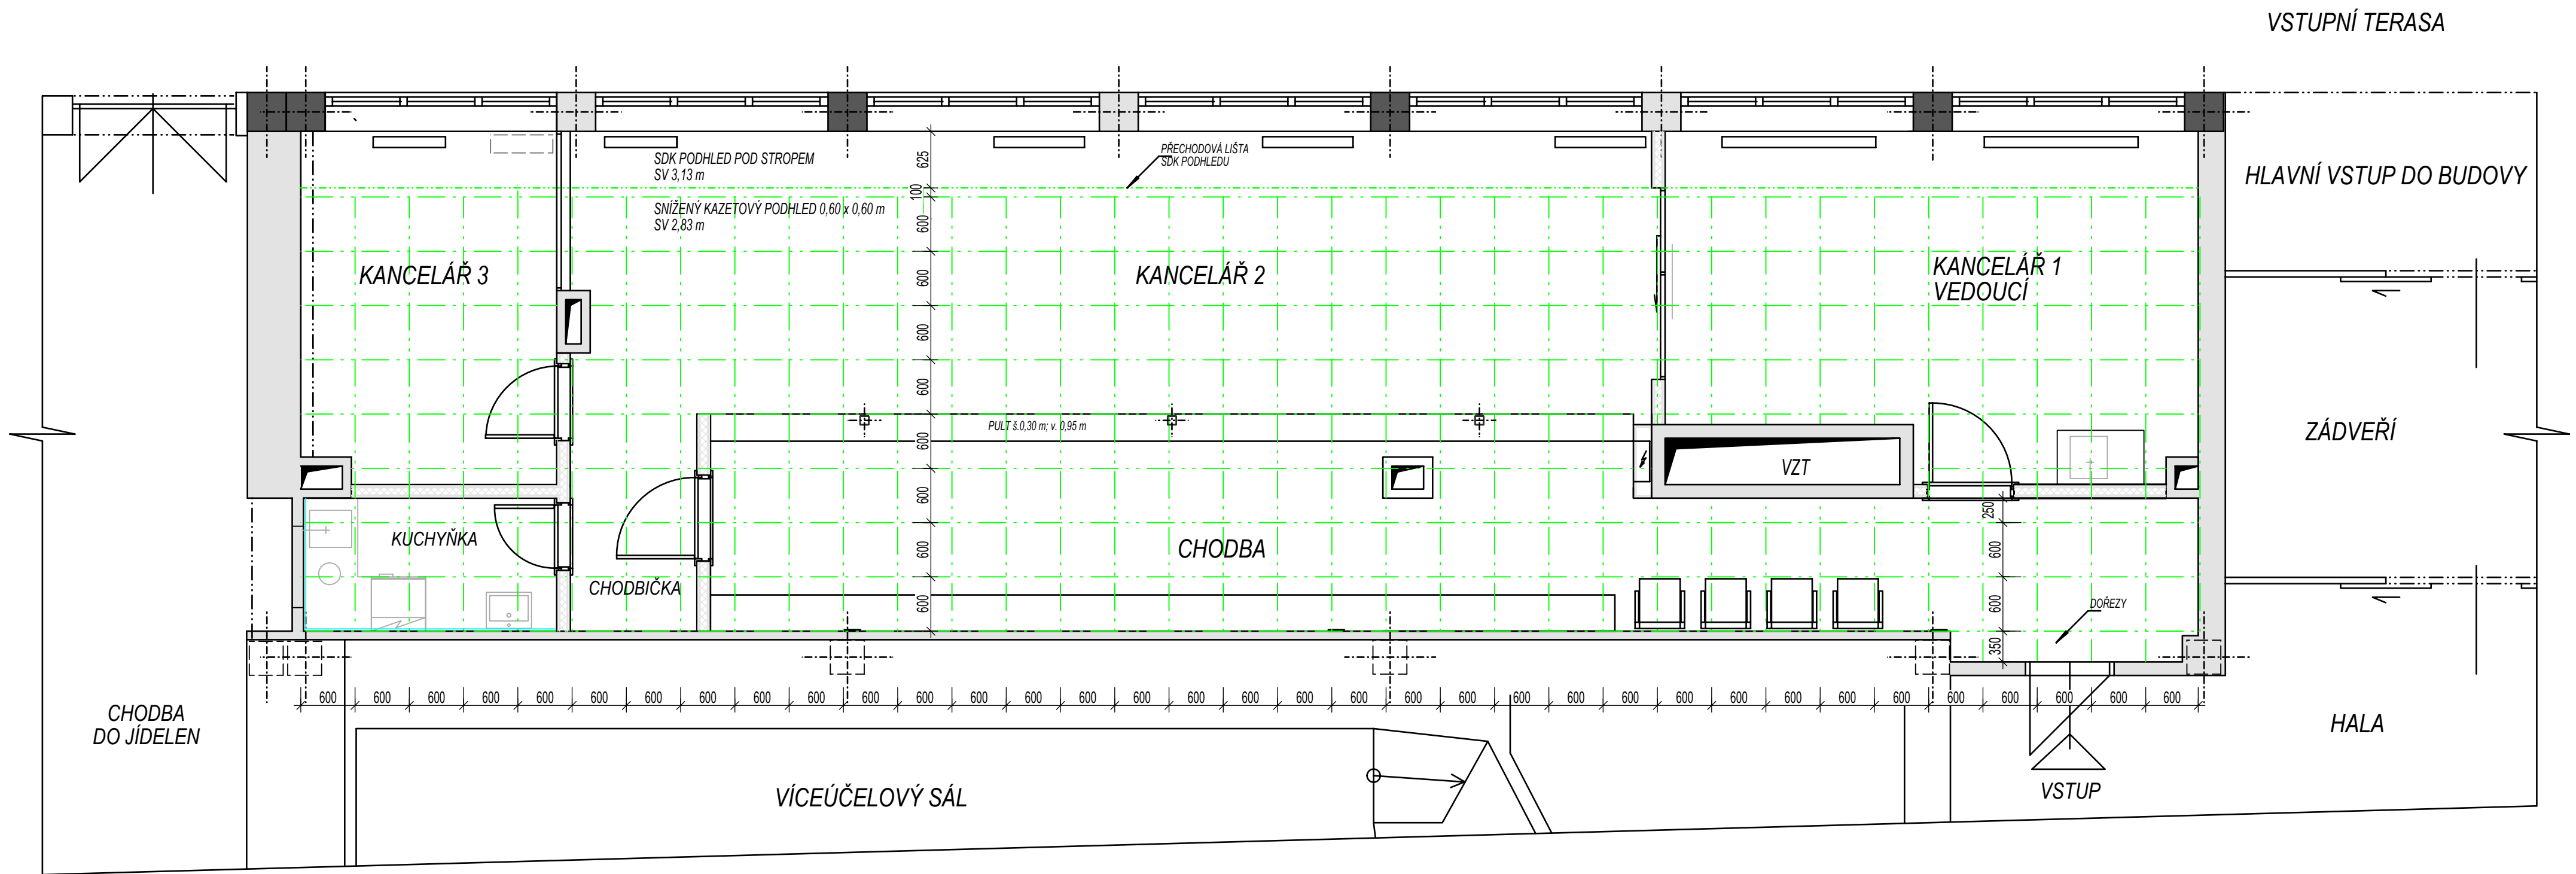 VSTUPNÍ TERASA
SDK PODHLED POD STROPEM
SV 3,13 m
PŘECHODOVÁ LIŠTA
SDK PODHLEDU
625
100
HLAVNÍ VSTUP DO BUDOVY
SNÍŽENÝ KAZETOVÝ PODHLED 0,60 x 0,60 m
SV 2,83 m
600
600
600
600
600
600
600
600
KANCELÁŘ 3
KANCELÁŘ 2
KANCELÁŘ 1
VEDOUCÍ
PULT š.0,30 m; v. 0,95 m
ZÁDVEŘÍ
VZT
KUCHYŇKA
CHODBIČKA
CHODBA
250
600
600
350
DOŘEZY
600 600 600 600 600 600 600 600 600 600 600 600 600 600 600 600 600 600 600 600 600 600 600 600 600 600 600 600 600 600 600 600 600 600 600
CHODBA
DO JÍDELEN
HALA
VÍCEÚČELOVÝ SÁL
VSTUP